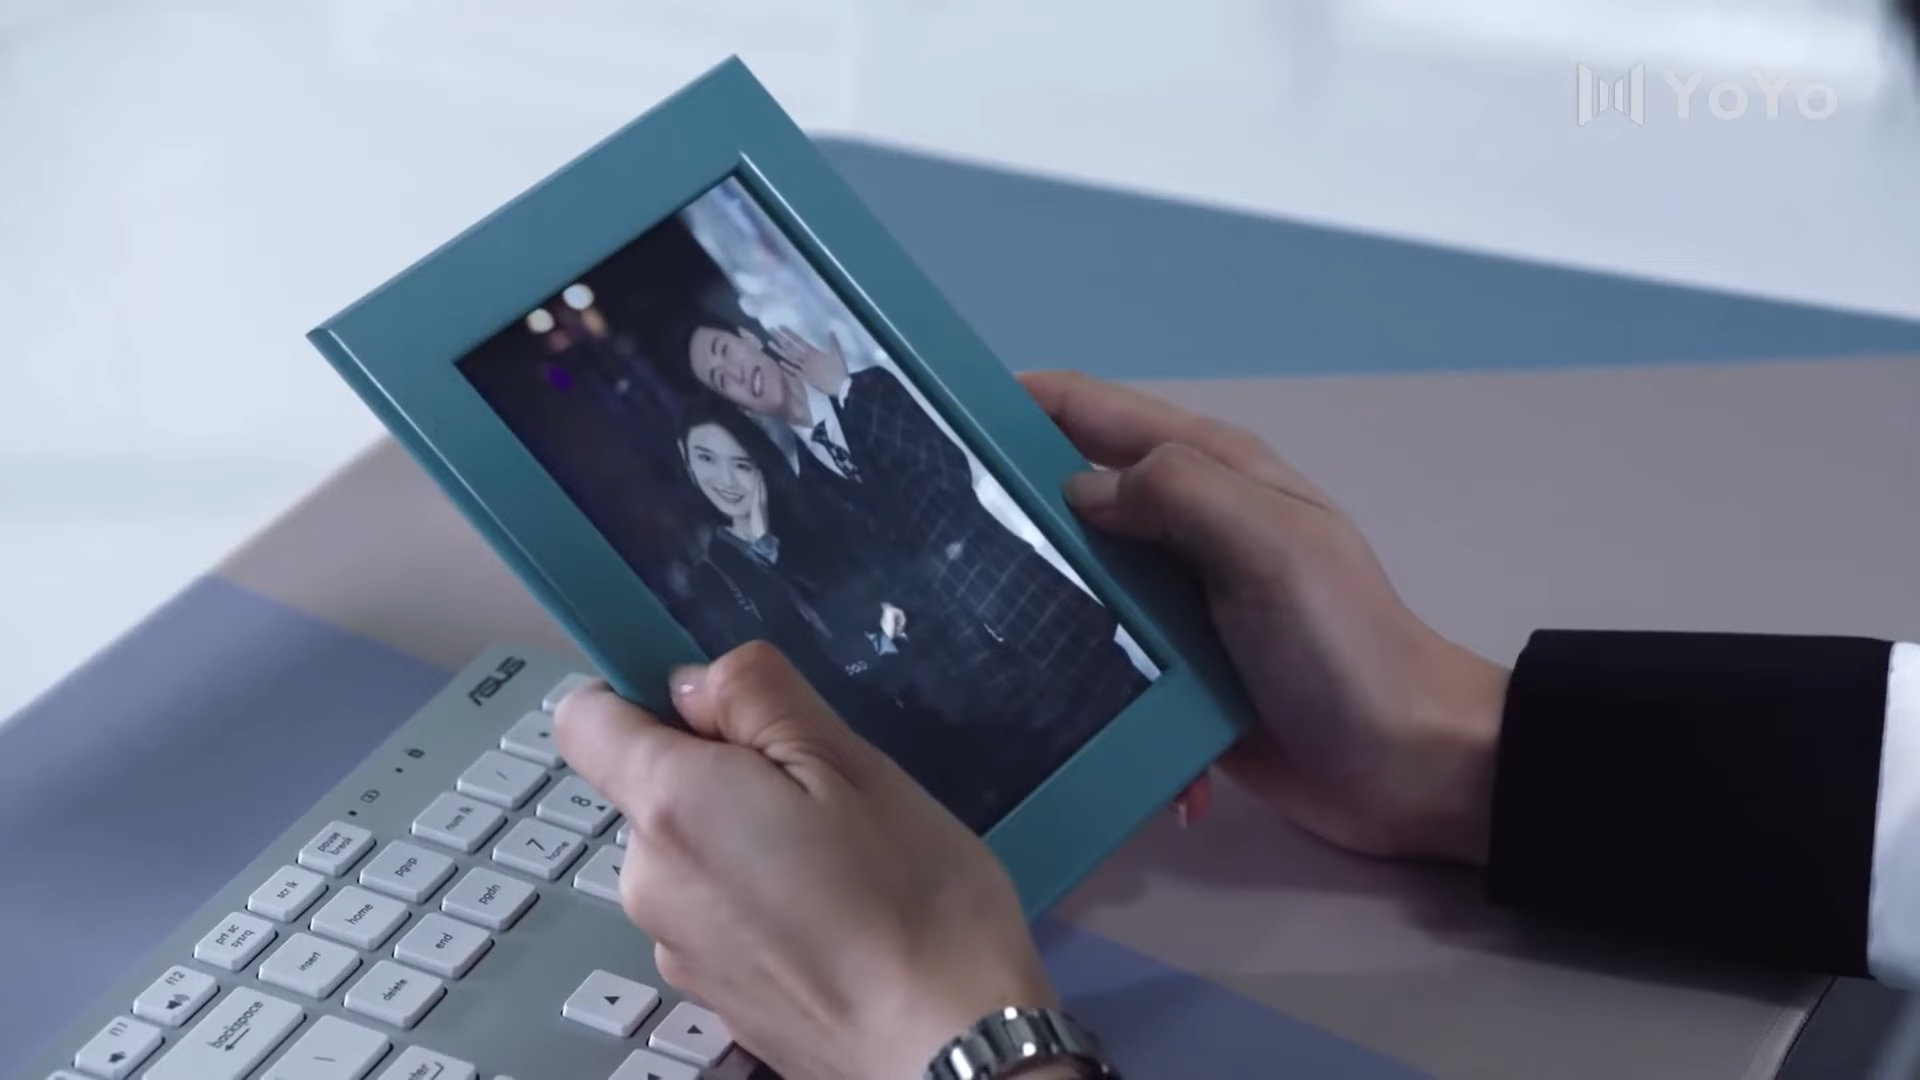 YoYo
ASUS
num lk
/
*
8
pause
break
pgup
7
home
scr lk
home
pgdn
prt sc
sysrq
insert
end
f12
delete
f11
backspace
\